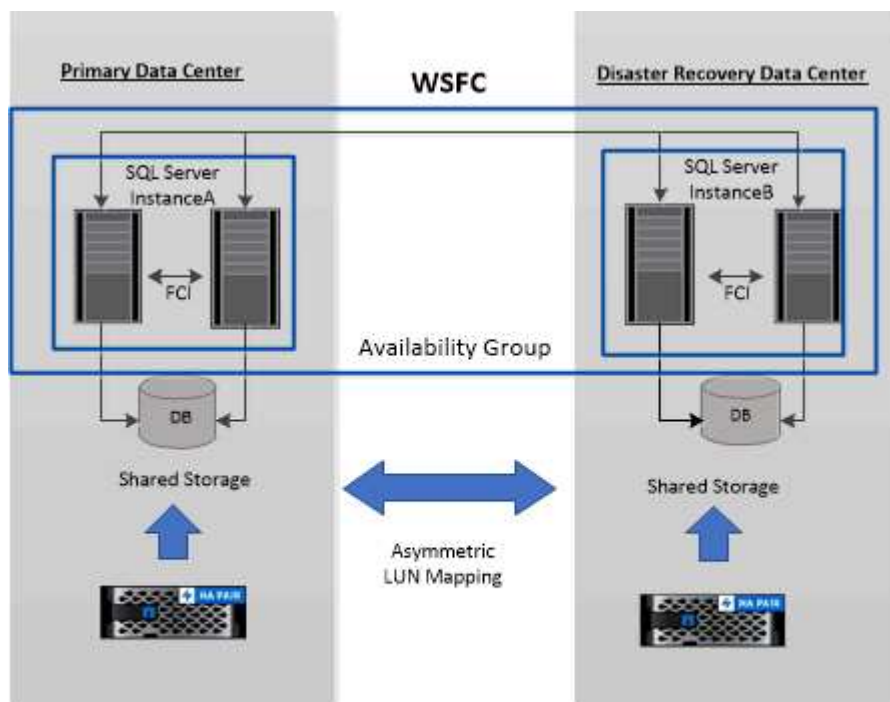 Primary Data Center
WSFC
Disaster Recovery Data Center
SQL Server
InstanceA
FCI
SQL Server
InstanceB
FCI
Availability Group
DB
DB
Shared Storage
Shared Storage
Asymmetric
LUN Mapping
HA PAIR
HA PAIR